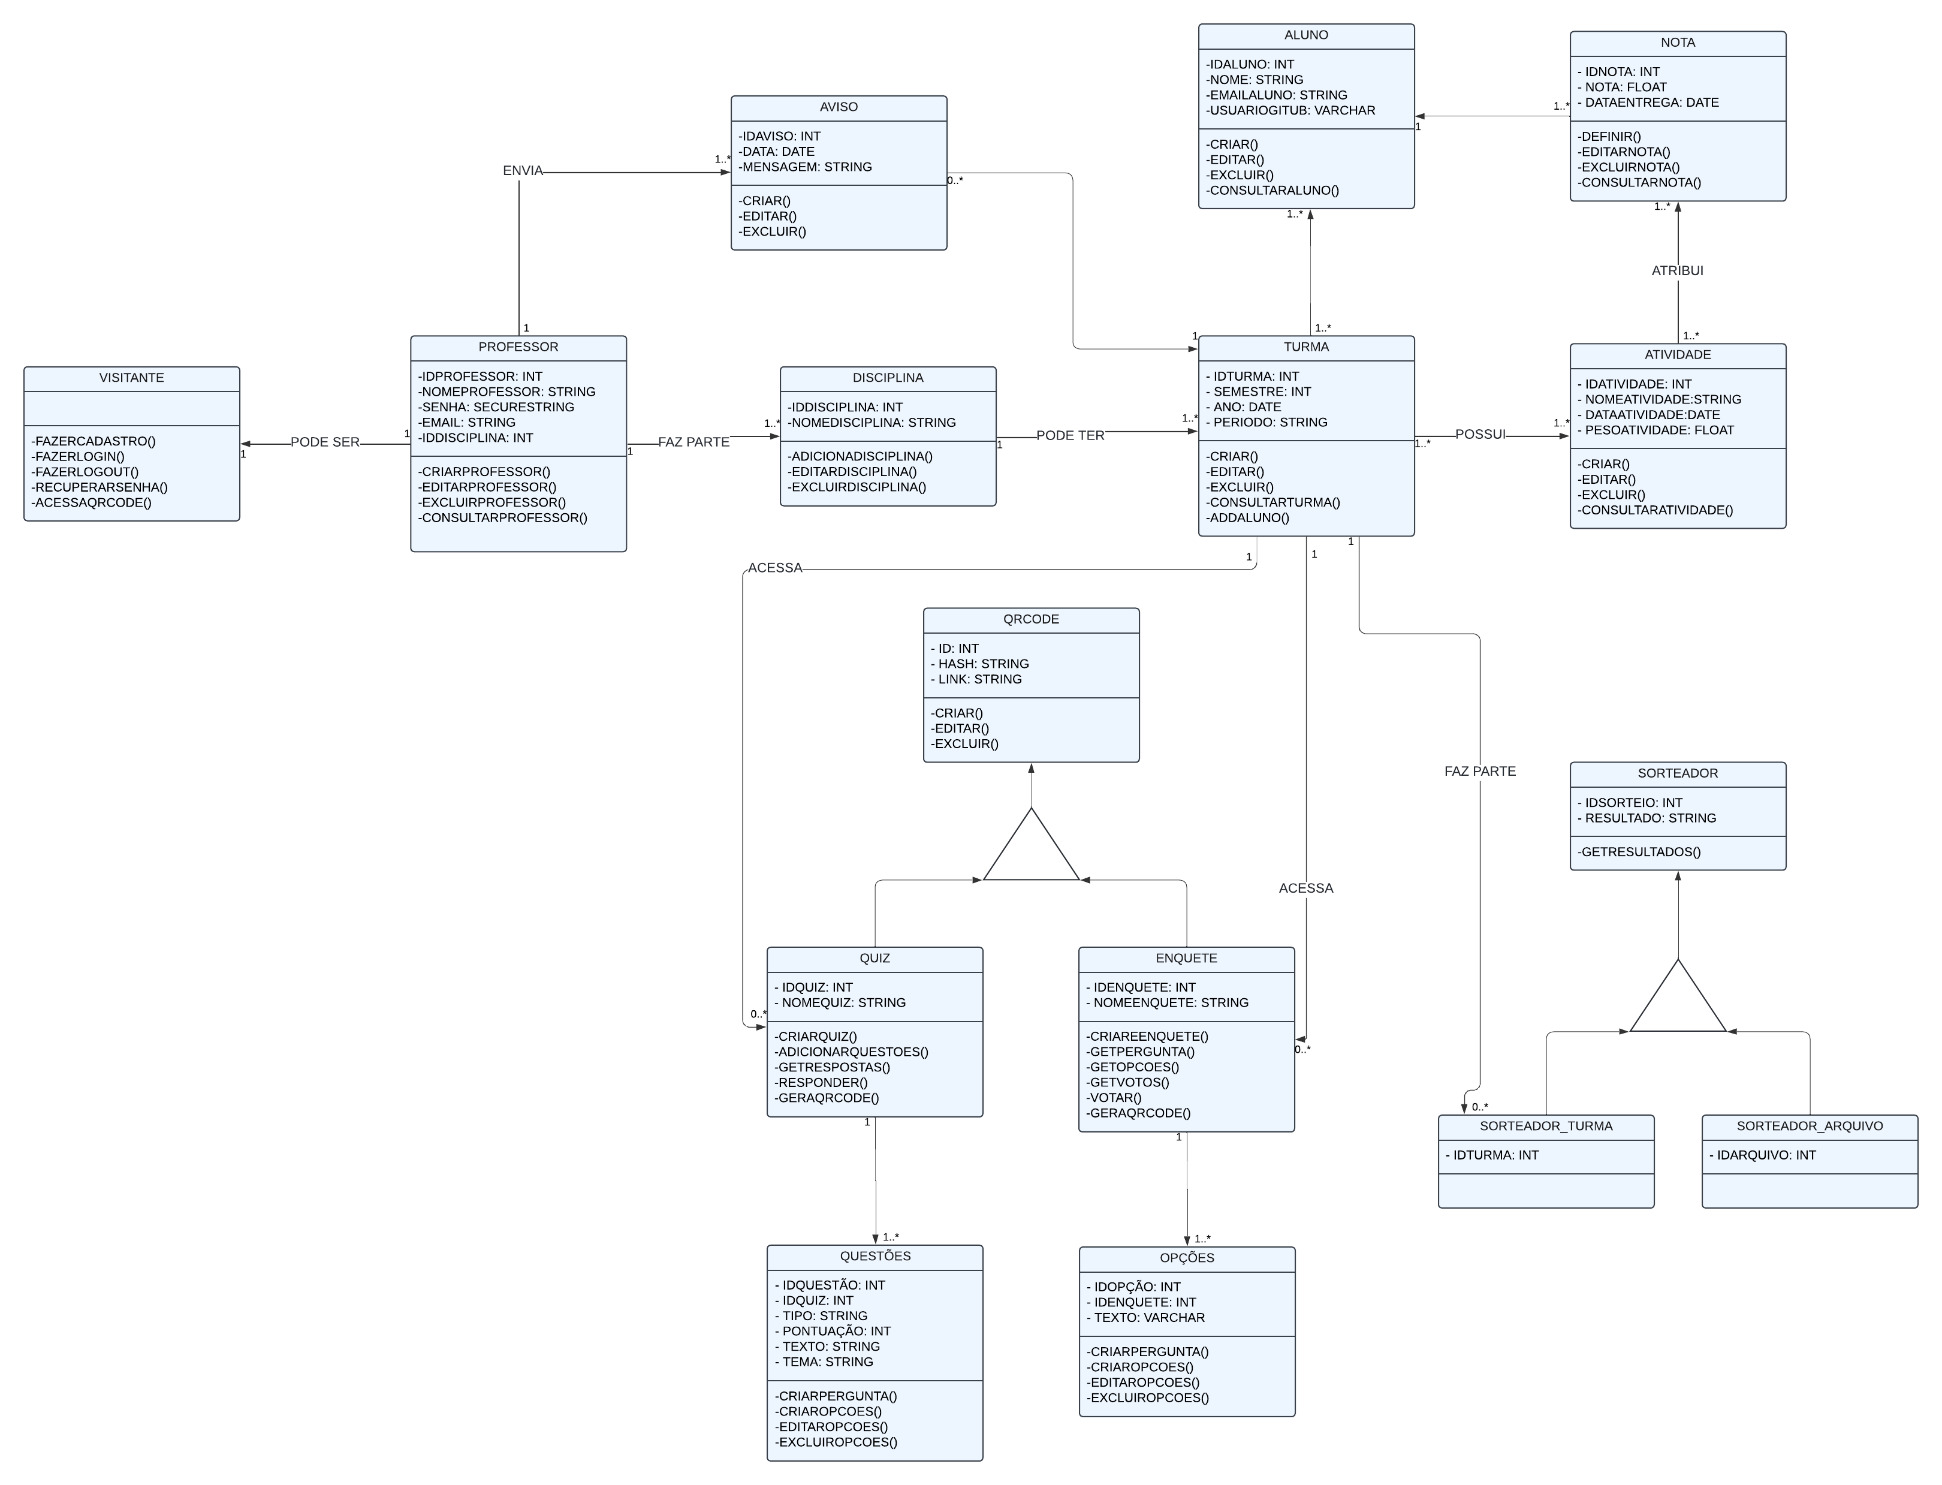 ALUNO
-IDALUNO: INT
-NOME: STRING
-EMAILALUNO: STRING
-USUARIOGITUB: VARCHAR
-CRIAR()
-EDITAR()
-EXCLUIR()
-CONSULTARALUNO()
1..*
1
1..*
NOTA
- IDNOTA: INT
- NOTA: FLOAT
- DATAENTREGA: DATE
-DEFINIR()
-EDITARNOTA()
-EXCLUIRNOTA()
-CONSULTARNOTA()
1..*
ATRIBUI
1..*
AVISO
-IDAVISO: INT
-DATA: DATE
-MENSAGEM: STRING
-CRIAR()
-EDITAR()
-EXCLUIR()
ENVIA
1..*
0..*
1
1
1..*
VISITANTE
-FAZERCADASTRO()
-FAZERLOGIN()
-FAZERLOGOUT()
-RECUPERARSENHA()
-ACESSAQRCODE()
1
PODE SER
1
PROFESSOR
-IDPROFESSOR: INT
-NOMEPROFESSOR: STRING
-SENHA: SECURESTRING
-EMAIL: STRING
-IDDISCIPLINA: INT
-CRIARPROFESSOR()
-EDITARPROFESSOR()
-EXCLUIRPROFESSOR()
-CONSULTARPROFESSOR()
1
FAZ PARTE
1..*
DISCIPLINA
-IDDISCIPLINA: INT
-NOMEDISCIPLINA: STRING
-ADICIONADISCIPLINA()
-EDITARDISCIPLINA()
-EXCLUIRDISCIPLINA()
1
PODE TER
1..*
TURMA
- IDTURMA: INT
- SEMESTRE: INT
- ANO: DATE
- PERIODO: STRING
-CRIAR()
-EDITAR()
-EXCLUIR()
-CONSULTARTURMA()
-ADDALUNO()
1..*
POSSUI
1..*
ATIVIDADE
- IDATIVIDADE: INT
- NOMEATIVIDADE:STRING
- DATAATIVIDADE:DATE
- PESOATIVIDADE: FLOAT
-CRIAR()
-EDITAR()
-EXCLUIR()
-CONSULTARATIVIDADE()
1
1
1
ACESSA
QRCODE
- ID: INT
- HASH: STRING
- LINK: STRING
-CRIAR()
-EDITAR()
-EXCLUIR()
FAZ PARTE
SORTEADOR
- IDSORTEIO: INT
- RESULTADO: STRING
-GETRESULTADOS()
ACESSA
0..*
QUIZ
- IDQUIZ: INT
- NOMEQUIZ: STRING
-CRIARQUIZ()
-ADICIONARQUESTOES()
-GETRESPOSTAS()
-RESPONDER()
-GERAQRCODE()
1
ENQUETE
- IDENQUETE: INT
- NOMEENQUETE: STRING
-CRIAREENQUETE()
-GETPERGUNTA()
-GETOPCOES()
-GETVOTOS()
-VOTAR()
-GERAQRCODE()
0..*
1
0..*
SORTEADOR_TURMA
- IDTURMA: INT
SORTEADOR_ARQUIVO
- IDARQUIVO: INT
1..*
QUESTÕES
- IDQUESTÃO: INT
- IDQUIZ: INT
- TIPO: STRING
- PONTUAÇÃO: INT
- TEXTO: STRING
- TEMA: STRING
-CRIARPERGUNTA()
-CRIAROPCOES()
-EDITAROPCOES()
-EXCLUIROPCOES()
1..*
OPÇÕES
- IDOPÇÃO: INT
- IDENQUETE: INT
- TEXTO: VARCHAR
-CRIARPERGUNTA()
-CRIAROPCOES()
-EDITAROPCOES()
-EXCLUIROPCOES()